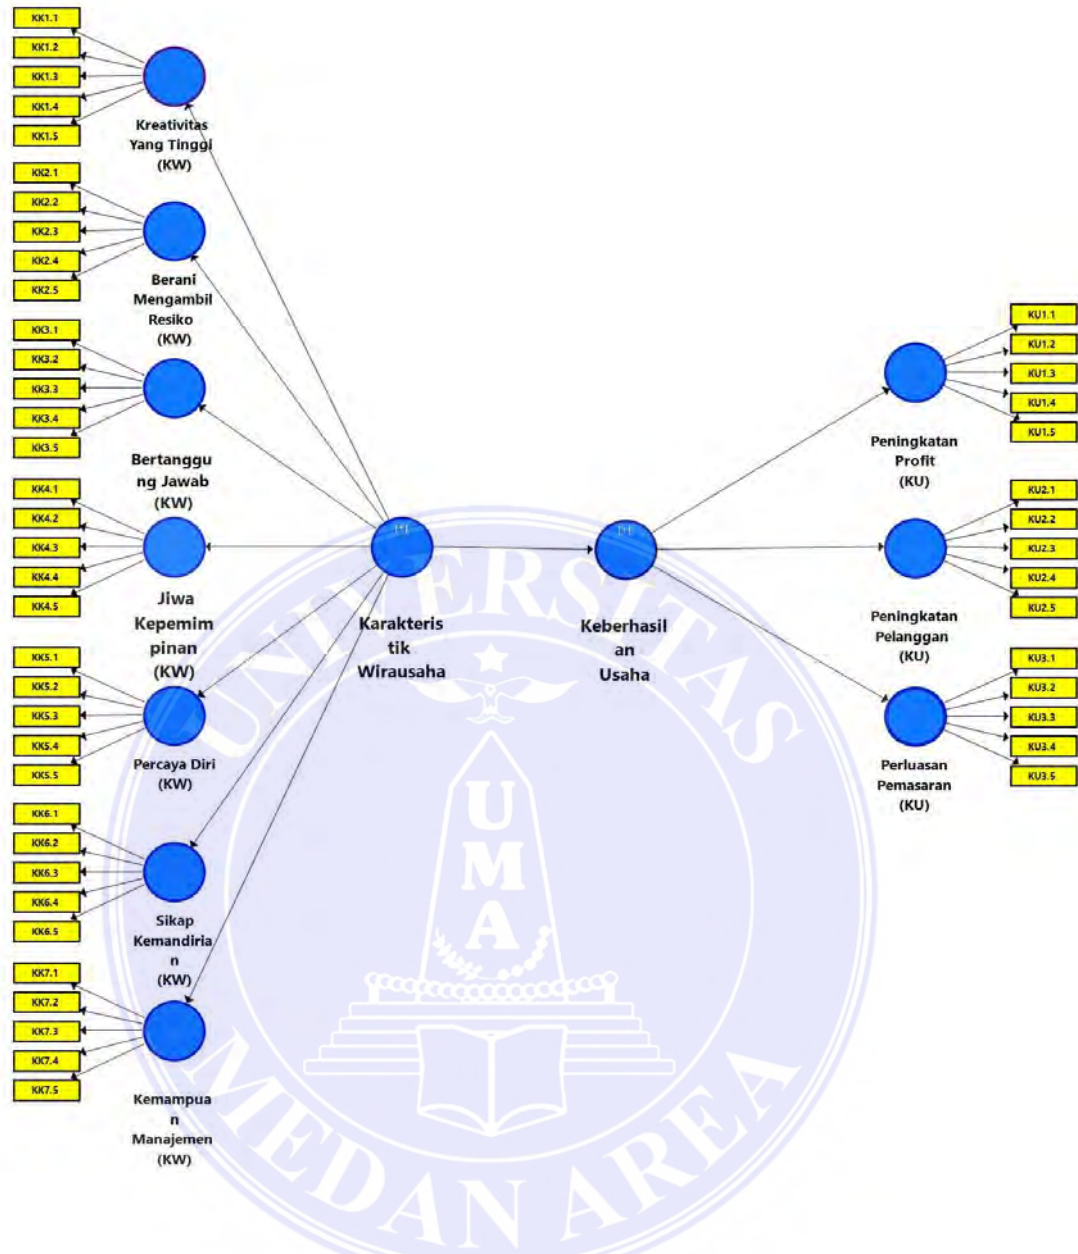 KK1.1
KK1.2
KK1.3
KK1.4
KK1.5
Kreativitas
Yang Tinggi
(KW)
KK2.1
KK2.2
KK2.3
KK2.4
KK2.5
Berani
Mengambil
Resiko
(KW)
KK3.1
KK3.2
KK3.3
KK3.4
KK3.5
Bertanggu
ng Jawab
(KW)
KK4.1
KK4.2
KK4.3
KK4.4
KK4.5
Jiwa
Kepemim
pinan
(KW)
KK5.1
KK5.2
KK5.3
KK5.4
KK5.5
Percaya Diri
(KW)
KK6.1
KK6.2
KK6.3
KK6.4
KK6.5
Sikap
Kemandiria
n
(KW)
KK7.1
KK7.2
KK7.3
KK7.4
KK7.5
Kemampua
n
Manajemen
(KW)
[+]
Karakteris
tik
Wirausaha
[+]
Keberhasil
an
Usaha
KU1.1
KU1.2
KU1.3
KU1.4
KU1.5
Peningkatan
Profit
(KU)
KU2.1
KU2.2
KU2.3
KU2.4
KU2.5
Peningkatan
Pelanggan
(KU)
KU3.1
KU3.2
KU3.3
KU3.4
KU3.5
Perluasan
Pemasaran
(KU)
UNIVERSITAS
U
M
A
MEDAN AREA